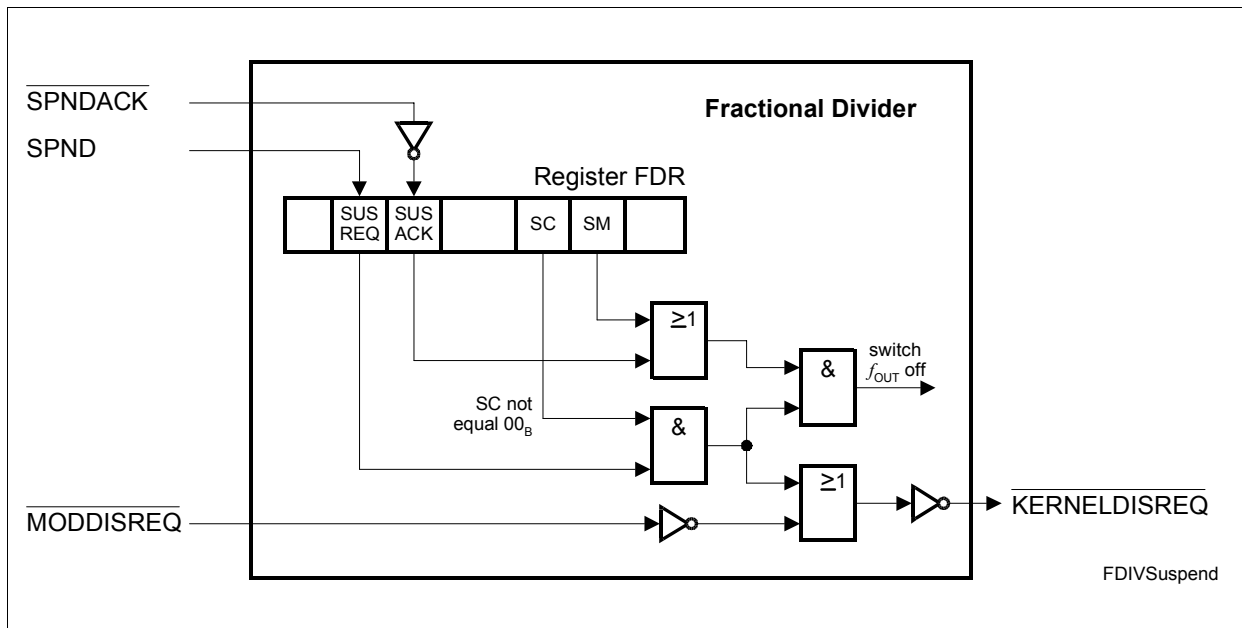 SPNDACK
Fractional Divider
SPND
Register FDR
SUS
REQ
SUS
ACK
SC
SM
≥1
&
switch
fOUT off
SC not
equal 00B
&
≥1
MODDISREQ
KERNELDISREQ
FDIVSuspend